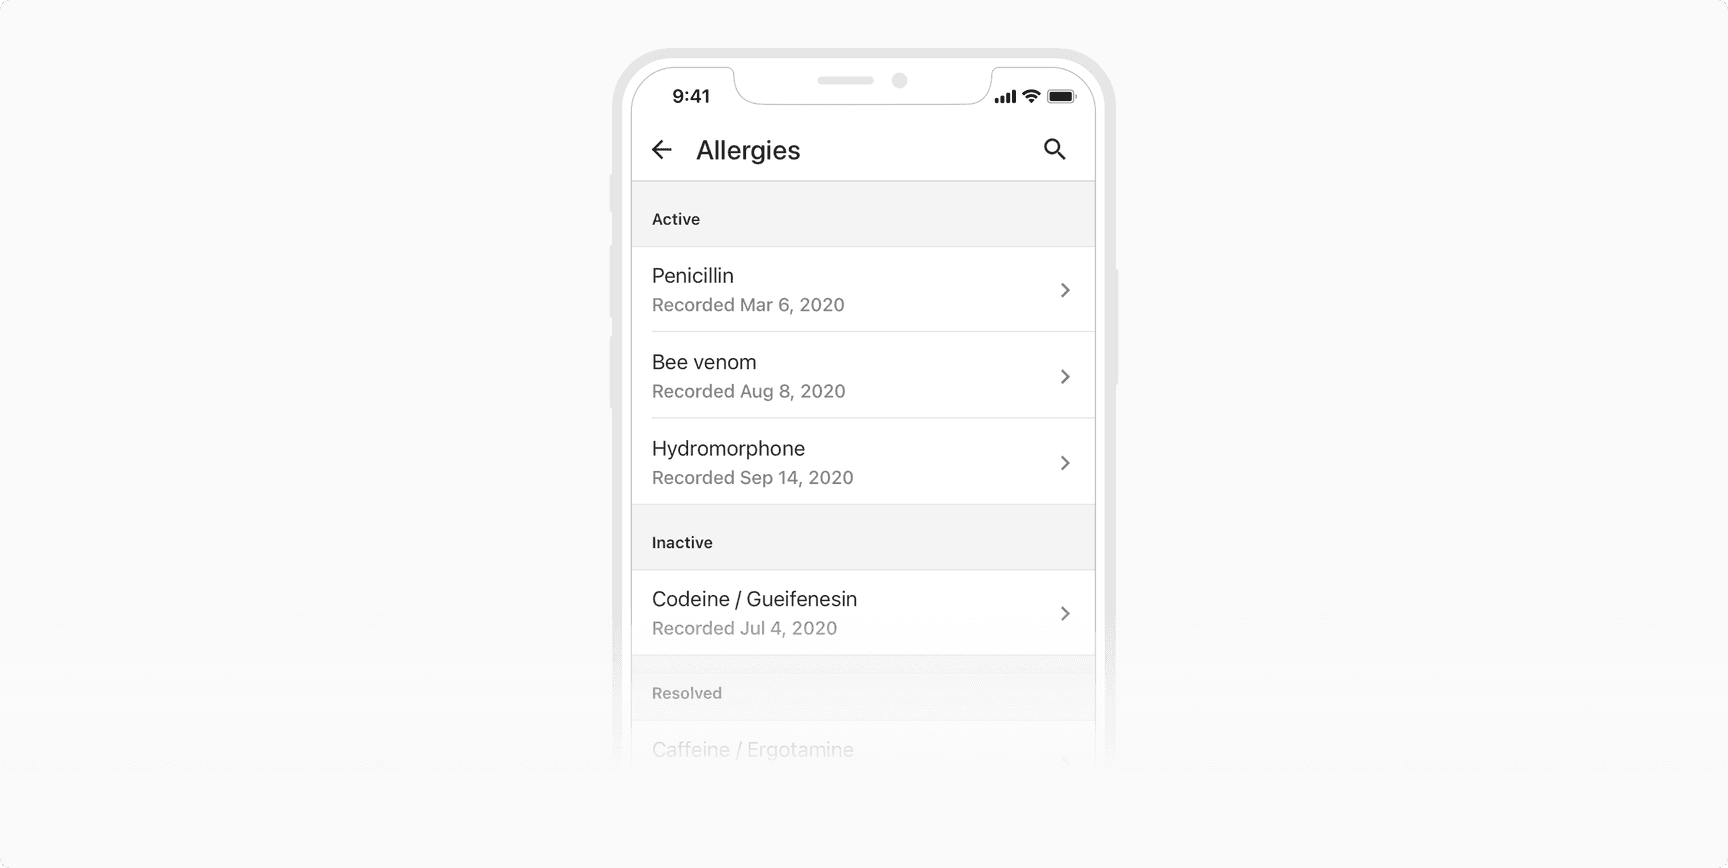 9:41
Allergies
Active
Penicillin
Recorded Mar 6, 2020
Bee venom
Recorded Aug 8, 2020
Hydromorphone
Recorded Sep 14, 2020
Inactive
Codeine / Gueifenesin
Recorded Jul 4, 2020
Resolved
Caffeine / Ergotamine